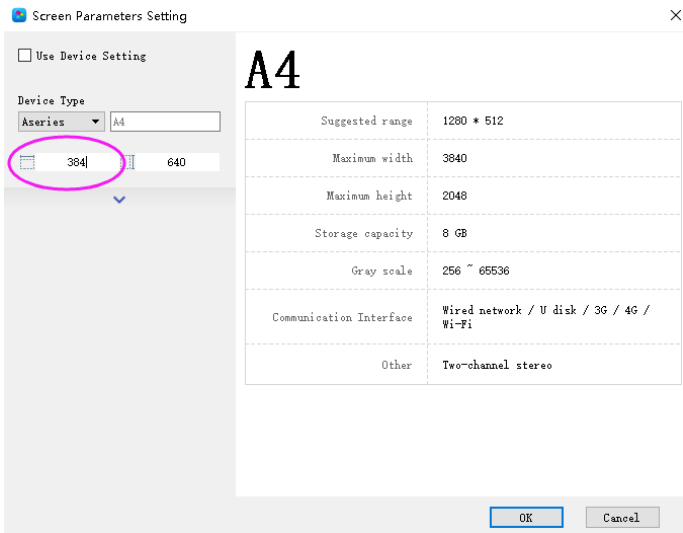 Screen Parameters Setting
Use Device Setting
Device Type
Aseries
A4
384
640
A4
Suggested range
1280 * 512
Maximum width
3840
Maximum height
2048
Storage capacity
8 GB
Gray scale
256 ~ 65536
Communication Interface
Wired network / U disk / 3G / 4G /
Wi-Fi
Other
Two-channel stereo
OK
Cancel